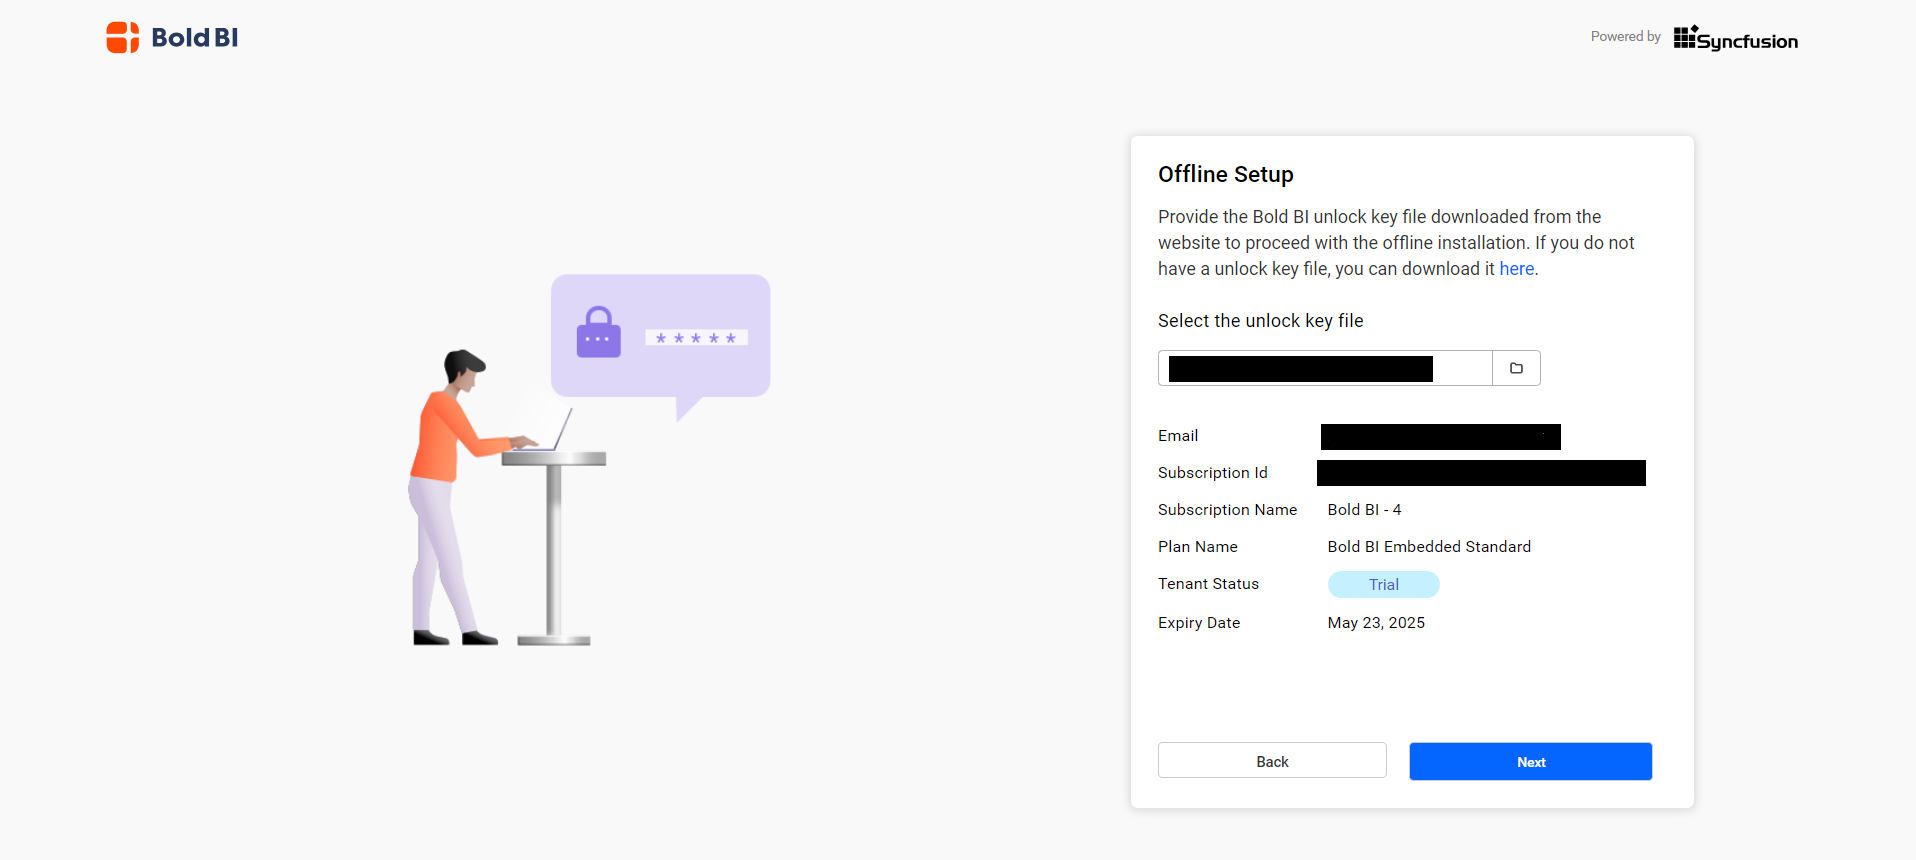 Bold BI
Powered by Syncfusion
Offline Setup
Provide the Bold BI unlock key file downloaded from the
website to proceed with the offline installation. If you do not
have a unlock key file, you can download it here.
Select the unlock key file
* * * * *
Email
Subscription Id
Subscription Name Bold BI - 4
Plan Name Bold BI Embedded Standard
Tenant Status Trial
Expiry Date May 23, 2025
Back Next